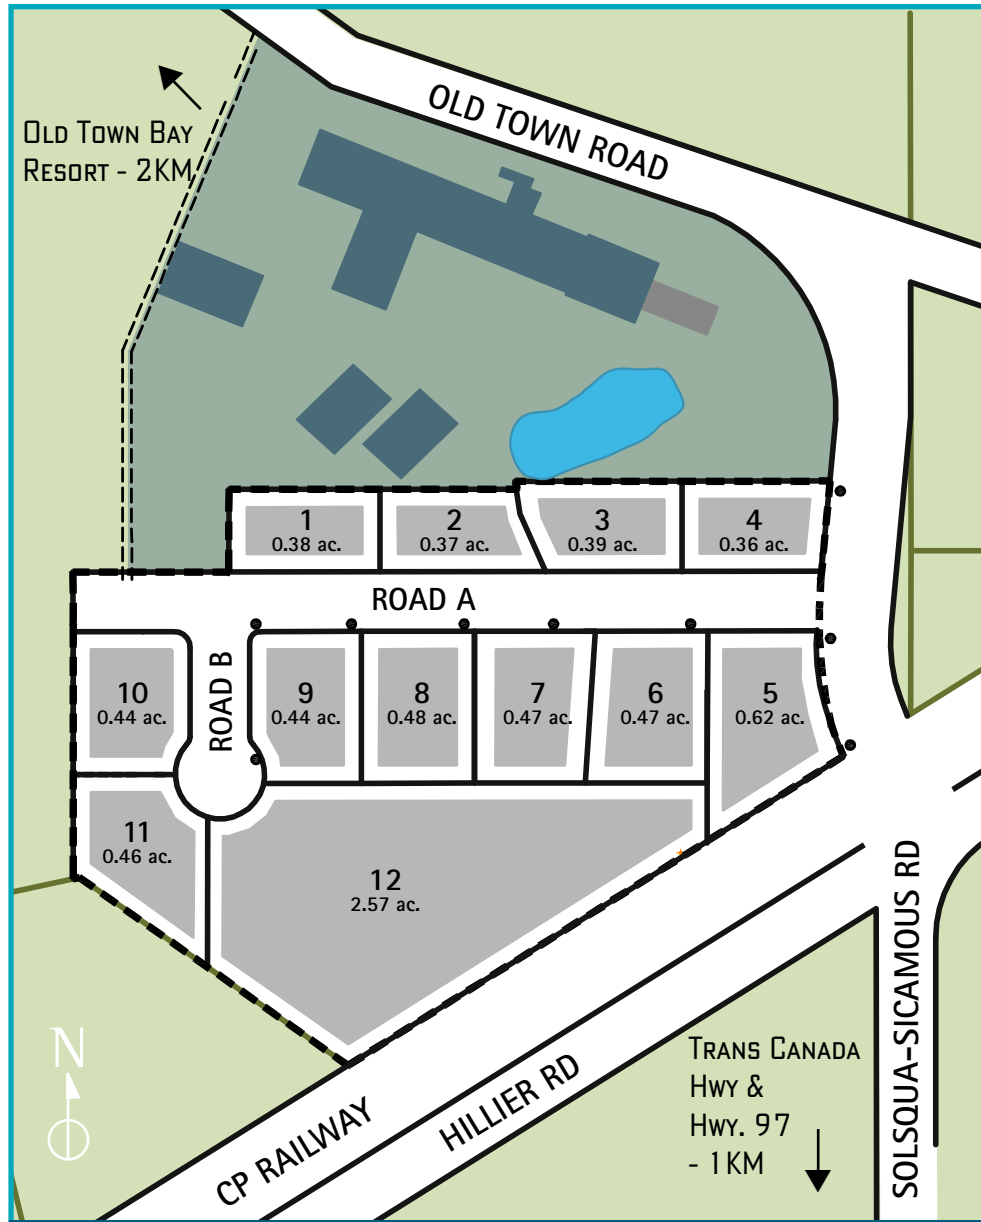 OLD TOWN ROAD
OLD TOWN BAY
RESORT - 2KM
1
0.38 ac.
2
0.37 ac.
3
0.39 ac.
4
0.36 ac.
ROAD A
ROAD B
10
0.44 ac.
9
0.44 ac.
8
0.48 ac.
7
0.47 ac.
6
0.47 ac.
5
0.62 ac.
11
0.46 ac.
12
2.57 ac.
N
CP RAILWAY
HILLIER RD
TRANS CANADA
HWY &
HWY. 97
- 1KM
SOLSQUA-SICAMOUS RD